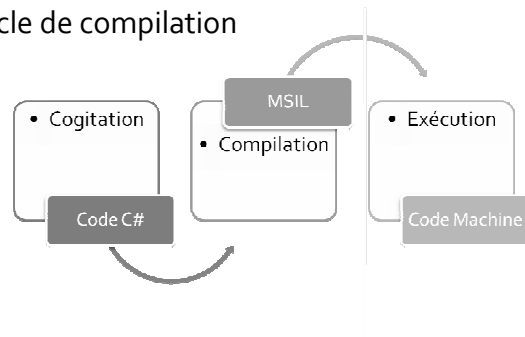 cle de compilation
MSIL
• Cogitation
• Compilation
• Exécution
Code C#
Code Machine